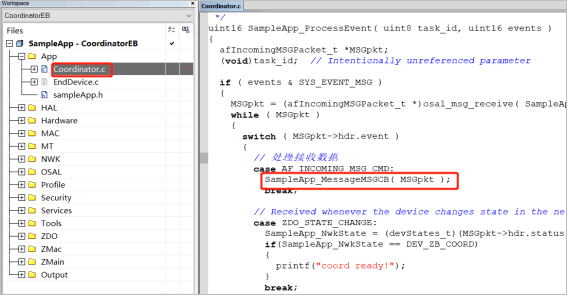 Workspace
CoordinatorEB
Files
SampleApp - CoordinatorEB
App
Coordinator.c
EndDevice.c
sampleApp.h
HAL
Hardware
MAC
MT
NWK
OSAL
Profile
Security
Services
Tools
ZDO
ZMac
ZMain
Output
Coordinator.c
*/
uint16 SampleApp_ProcessEvent( uint8 task_id, uint16 events )
{
afIncomingMSGPacket_t *MSGpkt;
(void)task_id;  // Intentionally unreferenced parameter
if ( events & SYS_EVENT_MSG )
{
MSGpkt = (afIncomingMSGPacket_t *)osal_msg_receive( SampleAp
while ( MSGpkt )
{
switch ( MSGpkt->hdr.event )
{
// 处理接收数据
case AF_INCOMING_MSG_CMD:
SampleApp_MessageMSGCB( MSGpkt );
break;
// Received whenever the device changes state in the ne
case ZDO_STATE_CHANGE:
SampleApp_NwkState = (devStates_t)(MSGpkt->hdr.status
if(SampleApp_NwkState == DEV_ZB_COORD)
{
printf("coord ready!");
}
break;